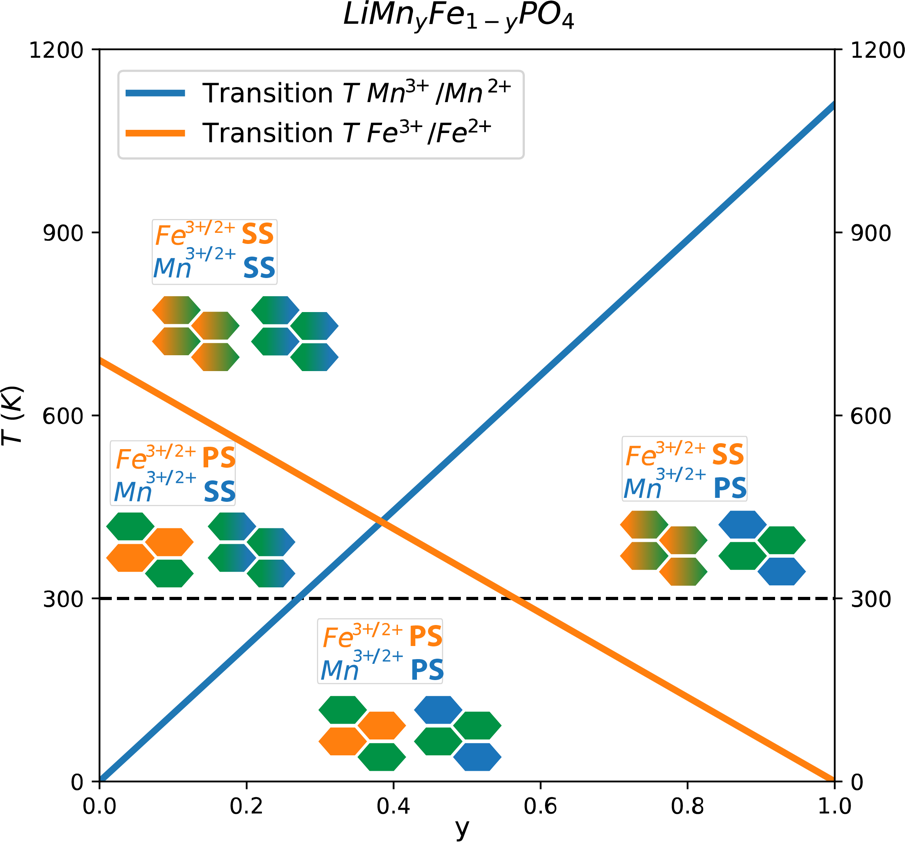 LiMnyFe1−yPO4
1200
900
600
300
0
T (K)
Transition T Mn3+/Mn2+
Transition T Fe3+/Fe2+
Fe3+/2+ SS
Mn3+/2+ SS
Fe3+/2+ PS
Mn3+/2+ SS
Fe3+/2+ SS
Mn3+/2+ PS
Fe3+/2+ PS
Mn3+/2+ PS
1200
900
600
300
0
0.0 0.2 0.4 0.6 0.8 1.0
y